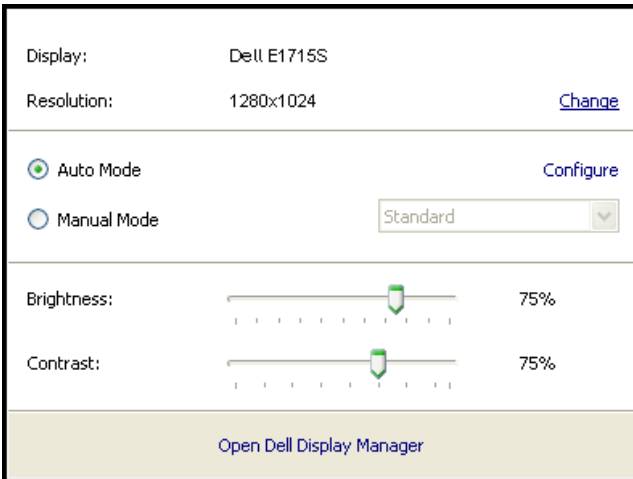 Display: Dell E1715S
Resolution: 1280x1024 Change
Auto Mode Configure
Manual Mode Standard
Brightness: 75%
Contrast: 75%
Open Dell Display Manager